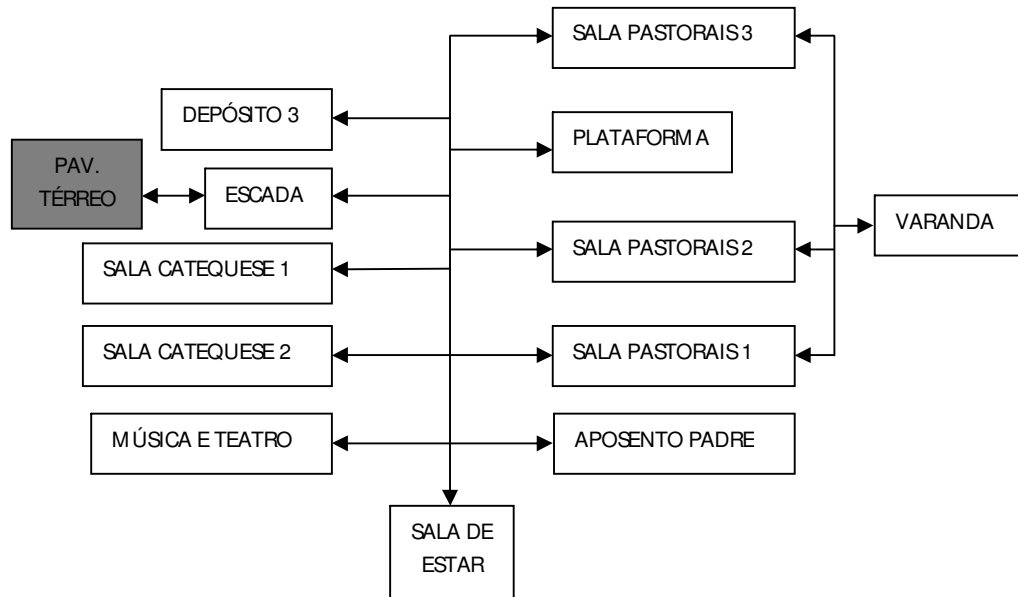 SALA PASTORAIS 3
DEPÓSITO 3
PLATAFORMA
PAV.
TÉRREO
ESCADA
VARANDA
SALA CATEQUESE 1
SALA PASTORAIS 2
SALA CATEQUESE 2
SALA PASTORAIS 1
MÚSICA E TEATRO
APOSENTO PADRE
SALA DE
ESTAR